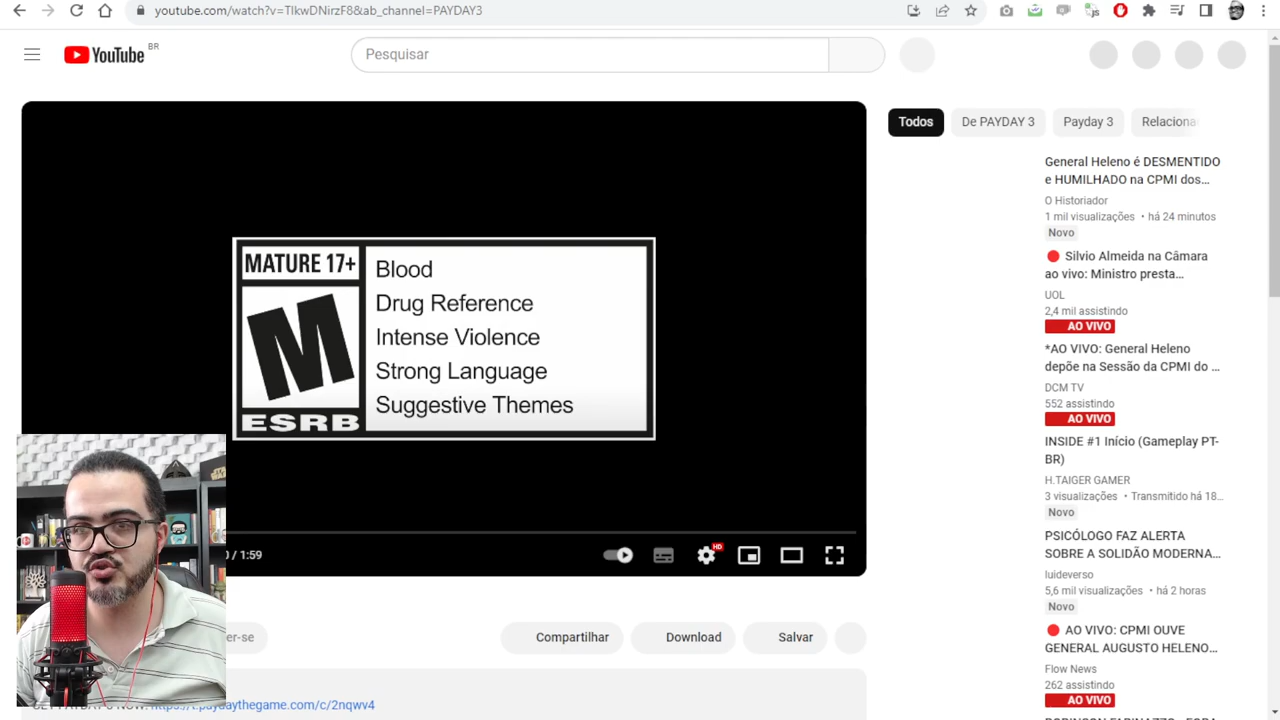 youtube.com/watch?v=TIkwDNirzF8&ab_channel=PAYDAY3
YouTube BR
Pesquisar
Todos
De PAYDAY 3
Payday 3
Relaciona
MATURE 17+
M
ESRB
Blood
Drug Reference
Intense Violence
Strong Language
Suggestive Themes
/ 1:59
HD
er-se
Compartilhar
Download
Salvar
PAYDAY 3 NOW: https://t.paydaythegame.com/c/2nqwv4
General Heleno é DESMENTIDO
e HUMILHADO na CPMI dos...
O Historiador
1 mil visualizações • há 24 minutos
Novo
Silvio Almeida na Câmara
ao vivo: Ministro presta...
UOL
2,4 mil assistindo
AO VIVO
*AO VIVO: General Heleno
depõe na Sessão da CPMI do ...
DCM TV
552 assistindo
AO VIVO
INSIDE #1 Início (Gameplay PT-
BR)
H.TAIGER GAMER
3 visualizações • Transmitido há 18...
Novo
PSICÓLOGO FAZ ALERTA
SOBRE A SOLIDÃO MODERNA...
luideverso
5,6 mil visualizações • há 2 horas
Novo
AO VIVO: CPMI OUVE
GENERAL AUGUSTO HELENO...
Flow News
262 assistindo
AO VIVO